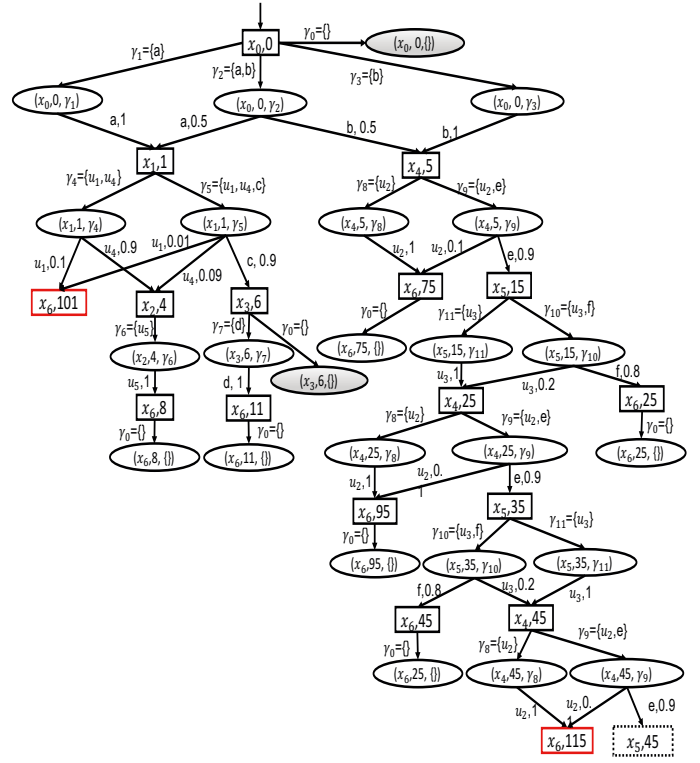 γ₀={}
x₀,0
(x₀, 0,{})
γ₁={a}
γ₂={a,b}
γ₃={b}
(x₀,0, γ₁)
(x₀, 0, γ₂)
(x₀, 0, γ₃)
a,1
a,0.5
b, 0.5
b,1
x₁,1
x₄,5
γ₄={u₁,u₄}
γ₅={u₁,u₄,c}
γ₈={u₂}
γ₉={u₂,e}
(x₁,1, γ₄)
(x₁,1, γ₅)
(x₄,5, γ₈)
(x₄,5, γ₉)
u₁,0.1
u₄,0.9
u₁,0.01
u₄,0.09
c, 0.9
u₂,1
u₂,0.1
e,0.9
x₆,101
x₂,4
x₃,6
x₆,75
x₅,15
γ₆={u₅}
γ₇={d}
γ₀={}
γ₀={}
γ₁₁={u₃}
γ₁₀={u₃,f}
(x₂,4, γ₆)
(x₃,6, γ₇)
(x₃,6,{})
(x₆,75, {})
(x₅,15, γ₁₁)
(x₅,15, γ₁₀)
u₅,1
d, 1
u₃,1
u₃,0.2
f,0.8
x₆,8
x₆,11
x₄,25
x₆,25
γ₀={}
γ₀={}
γ₈={u₂}
γ₉={u₂,e}
γ₀={}
(x₆,8, {})
(x₆,11, {})
(x₄,25, γ₈)
(x₄,25, γ₉)
(x₆,25, {})
u₂,1
u₂,0.
1
e,0.9
x₆,95
x₅,35
γ₀={}
γ₁₀={u₃,f}
γ₁₁={u₃}
(x₆,95, {})
(x₅,35, γ₁₀)
(x₅,35, γ₁₁)
f,0.8
u₃,0.2
u₃,1
x₆,45
x₄,45
γ₀={}
γ₈={u₂}
γ₉={u₂,e}
(x₆,25, {})
(x₄,45, γ₈)
(x₄,45, γ₉)
u₂,1
u₂,0.
1
e,0.9
x₆,115
x₅,45